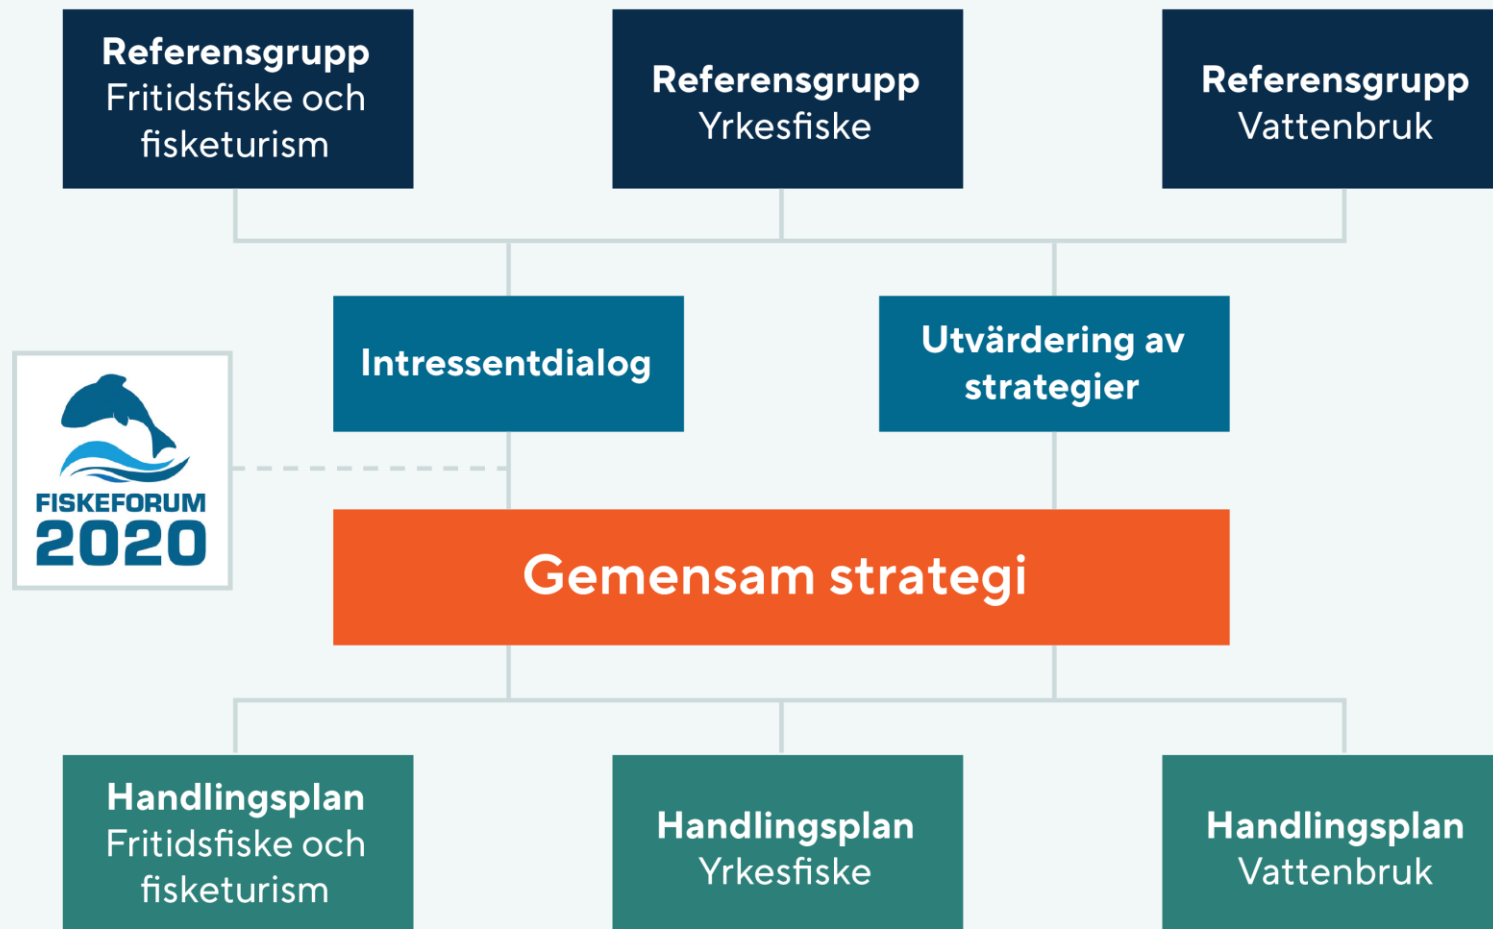 Referensgrupp
Fritidsfiske och
fisketurism
Referensgrupp
Yrkesfiske
Referensgrupp
Vattenbruk
Intressentdialog
Utvärdering av
strategier
FISKEFORUM
2020
Gemensam strategi
Handlingsplan
Fritidsfiske och
fisketurism
Handlingsplan
Yrkesfiske
Handlingsplan
Vattenbruk